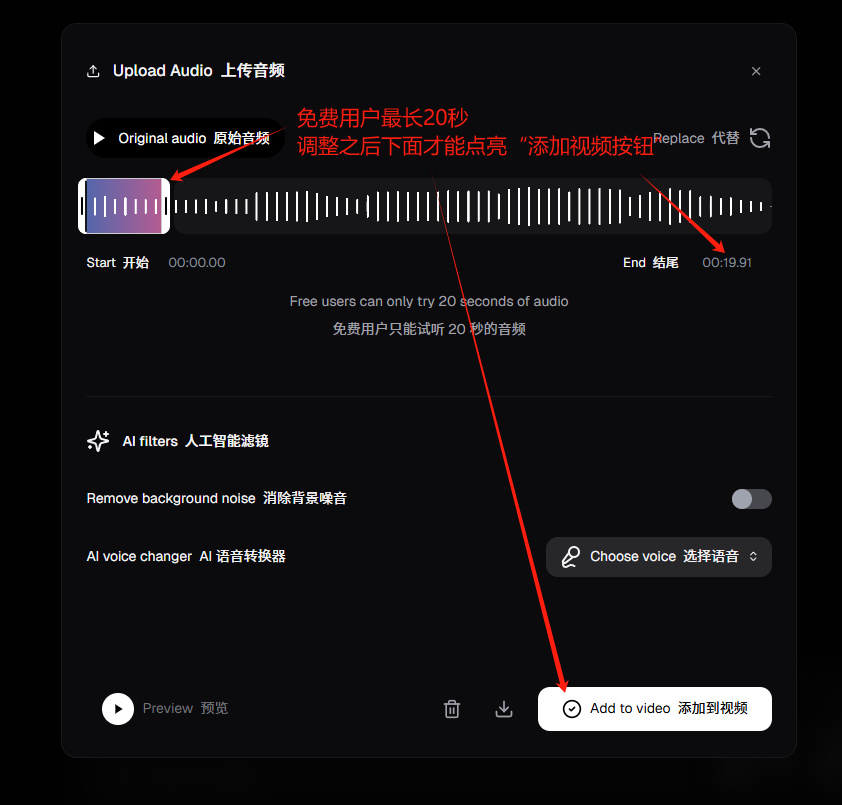 Upload Audio 上传音频
免费用户最长20秒
Original audio 原始音频
调整之后下面才能点亮“添加视频按钮”
Replace 代替
Start 开始 00:00.00
End 结尾 00:19.91
Free users can only try 20 seconds of audio
免费用户只能试听 20 秒的音频
AI filters 人工智能滤镜
Remove background noise 消除背景噪音
AI voice changer AI 语音转换器
Choose voice 选择语音
Preview 预览
Add to video 添加到视频